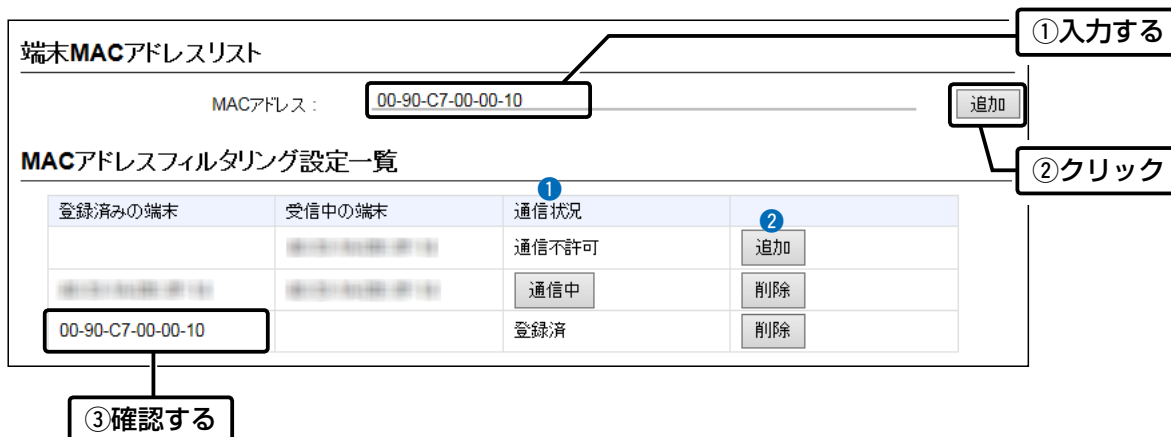 ①入力する
端末MACアドレスリスト
MACアドレス : 00-90-C7-00-00-10 追加
②クリック
MACアドレスフィルタリング設定一覧
❶
登録済みの端末 受信中の端末 通信状況
❷
通信不許可 追加
通信中 削除
00-90-C7-00-00-10 登録済 削除
③確認する